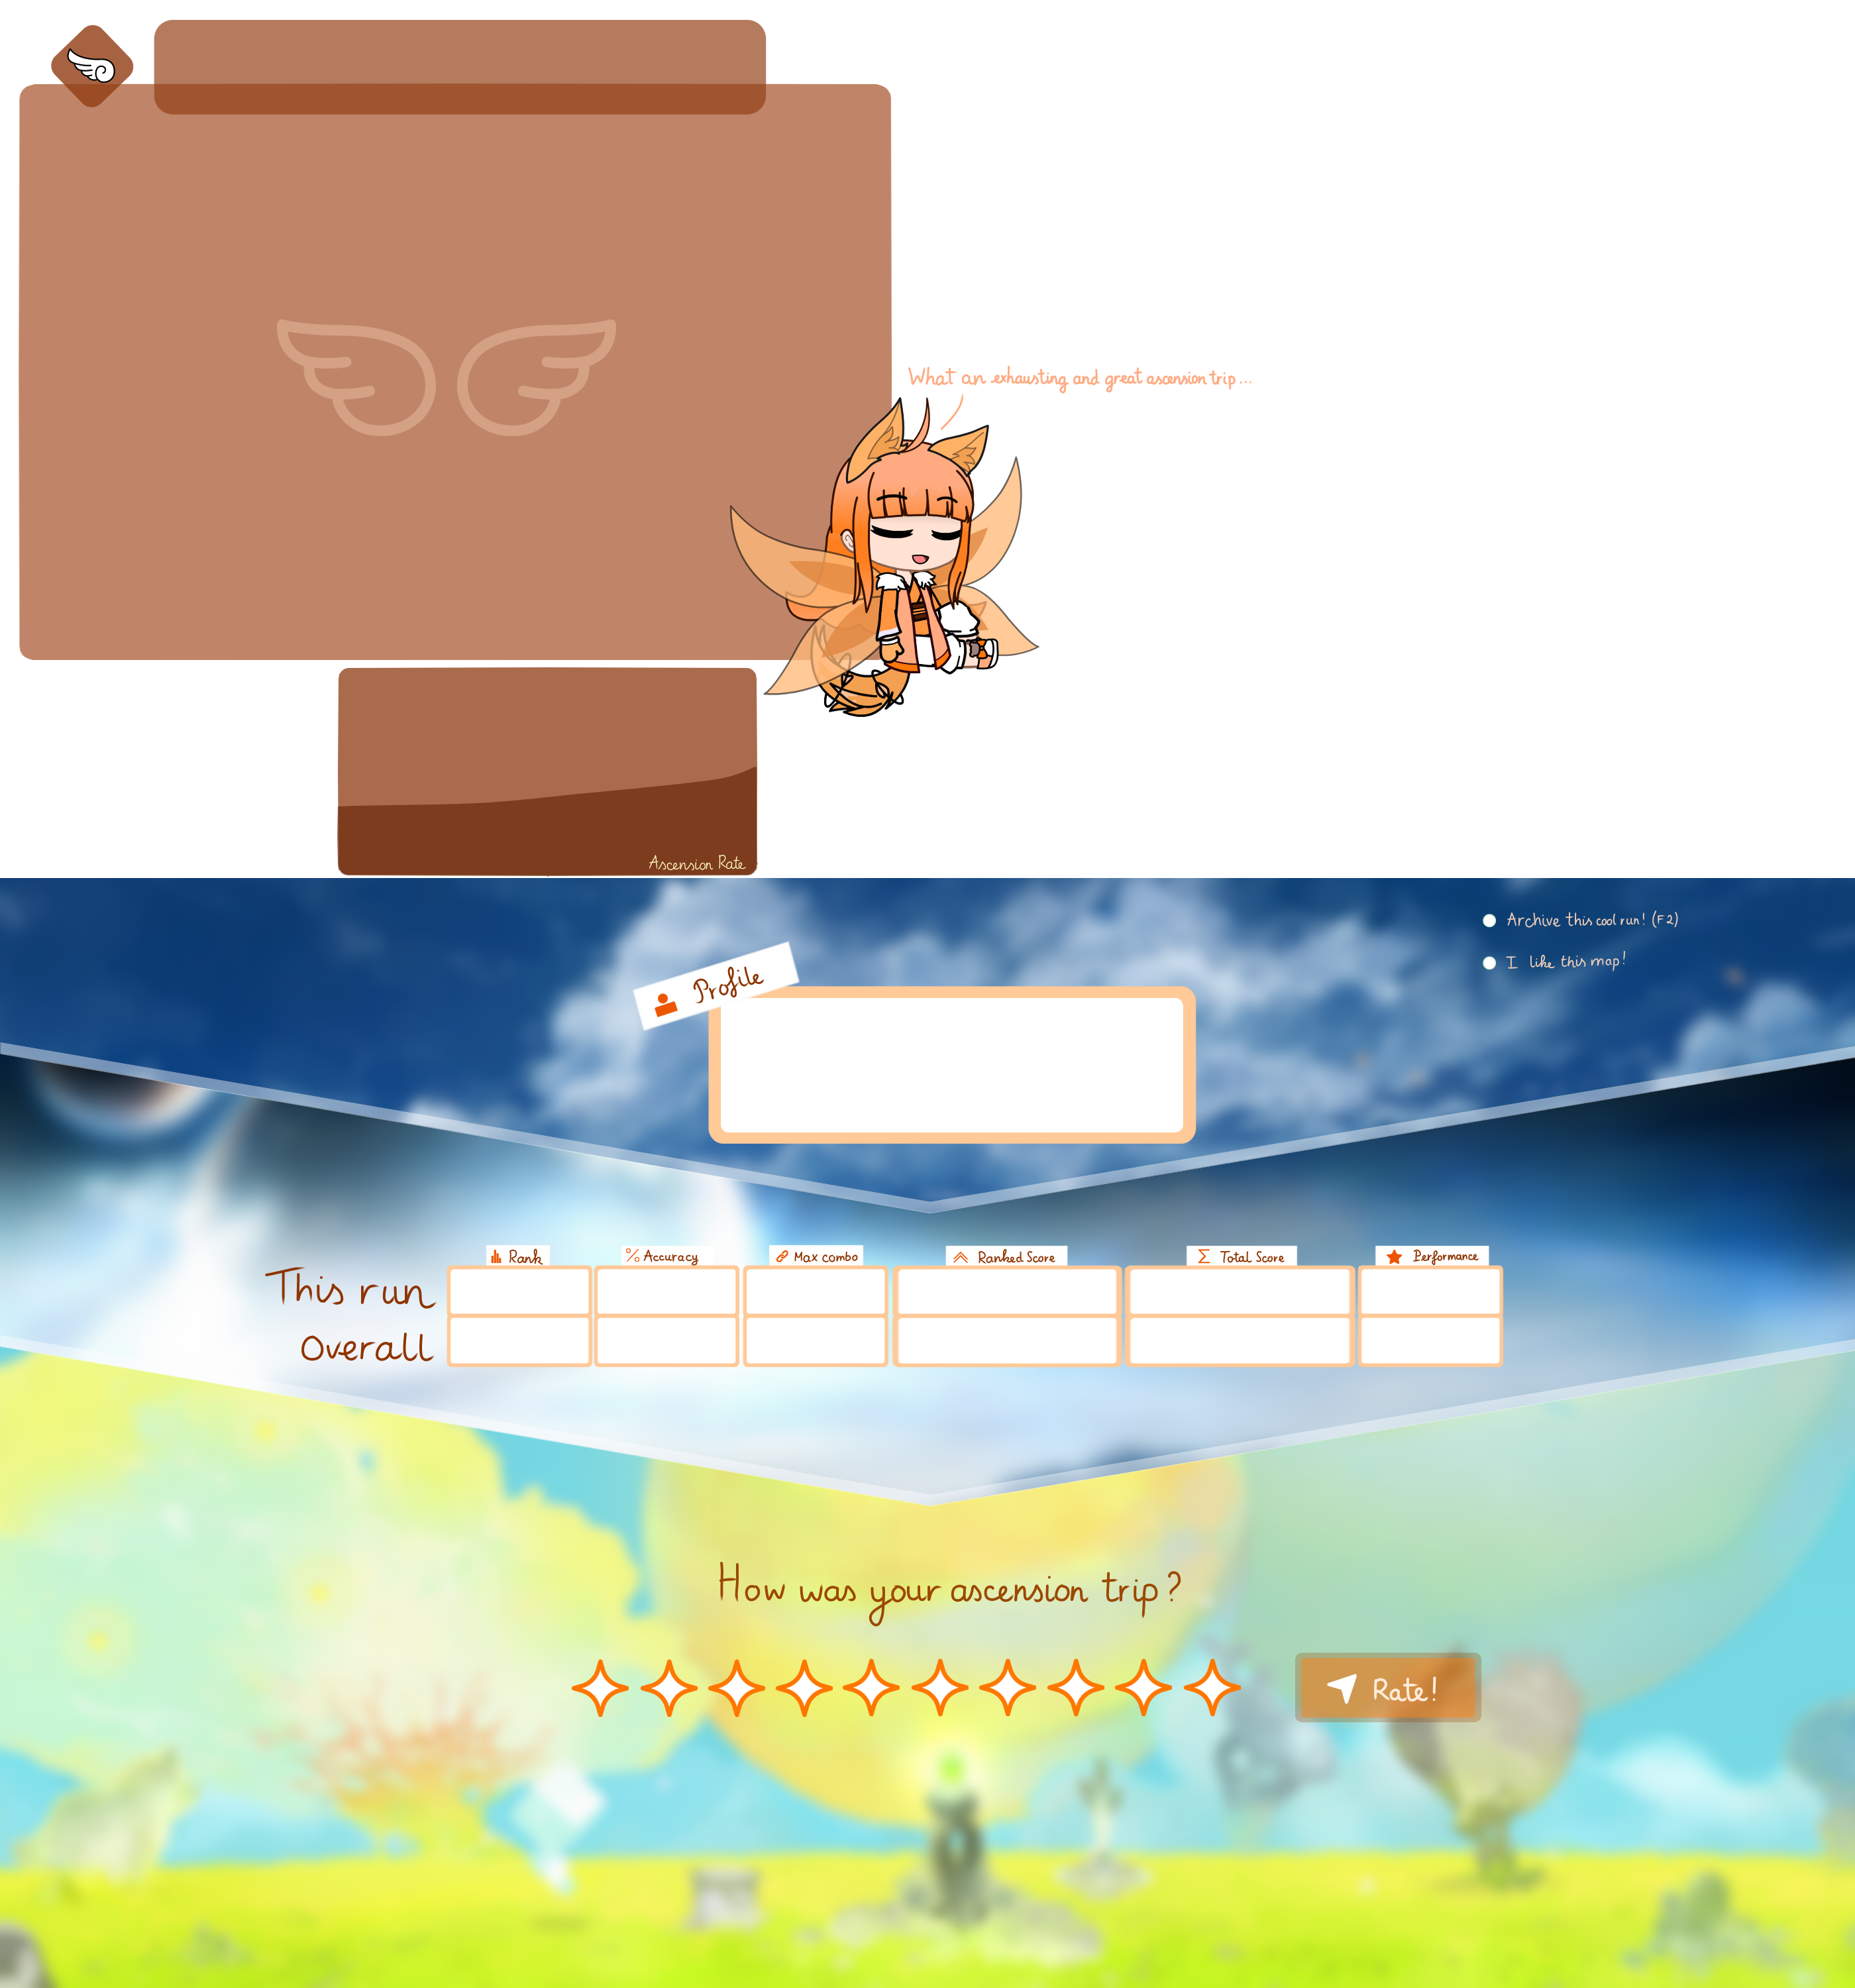 What an exhausting and great ascension trip...
Ascension Rate
Archive this cool run! (F2)
I like this map!
Profile
Rank
% Accuracy
Max combo
Ranked Score
Σ Total Score
Performance
This run
Overall
How was your ascension trip?
Rate!